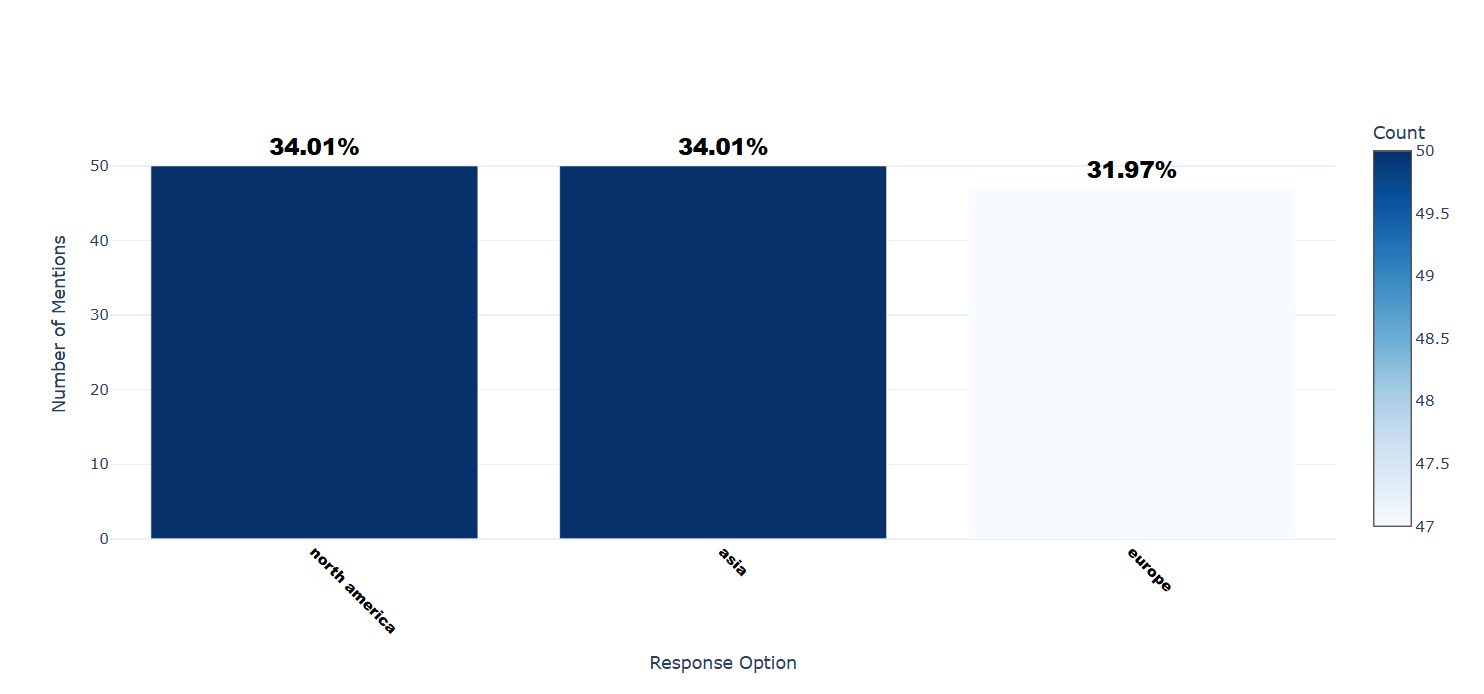 34.01%
34.01%
31.97%
50
40
30
20
10
0
Number of Mentions
north america
asia
europe
Response Option
Count
50
49.5
49
48.5
48
47.5
47